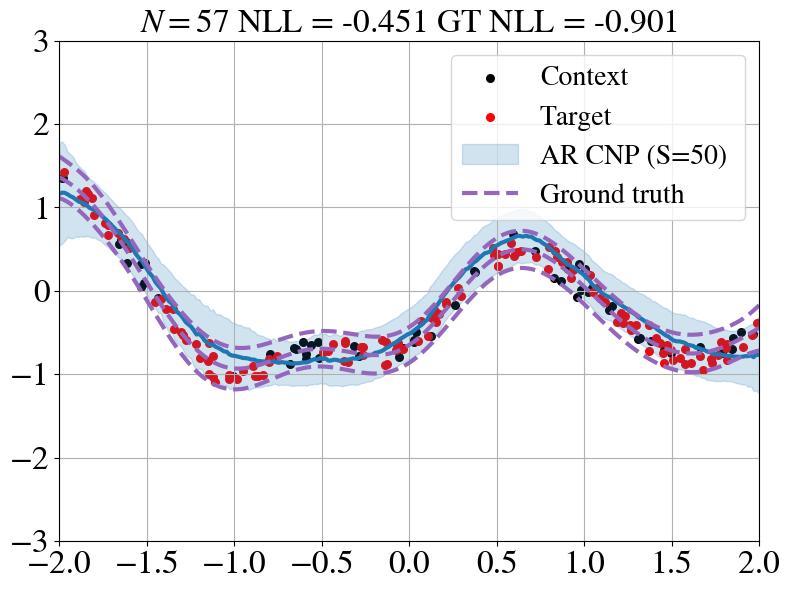 N = 57 NLL = -0.451 GT NLL = -0.901
3
Context
Target
AR CNP (S=50)
Ground truth
2
1
0
−1
−2
−3
−2.0 −1.5 −1.0 −0.5 0.0 0.5 1.0 1.5 2.0